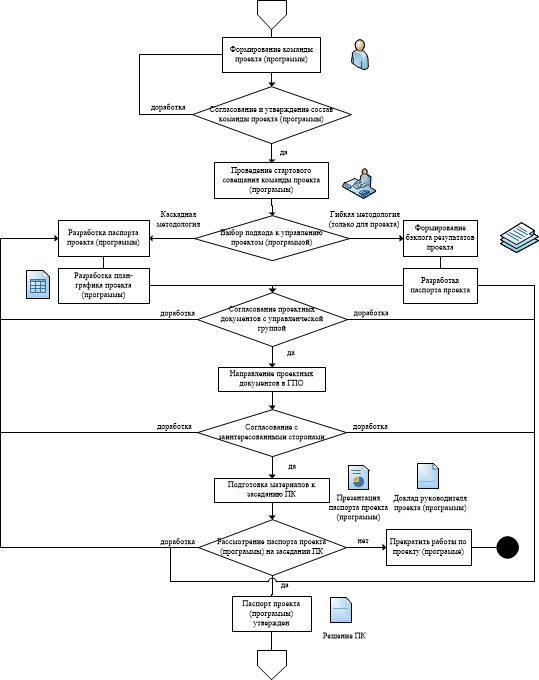 Формирование команды
проекта (программы)
доработка
Согласование и утверждение состав
команды проекта (программы)
да
Проведение стартового
совещания команды проекта
(программы)
Каскадная
методология
Гибкая методология
(только для проекта)
Разработка паспорта
проекта (программы)
Выбор подхода к управлению
проектом (программой)
Формирование
бэклога результатов
проекта
Разработка план-
графика проекта
(программы)
Разработка
паспорта проекта
доработка
Согласование проектных
документов с управленческой
группой
доработка
да
Направление проектных
документов в ГПО
доработка
Согласование с
заинтересованными сторонами
доработка
да
Подготовка материалов к
заседанию ПК
Презентация
паспорта проекта
(программы)
Доклад руководителя
проекта (программы)
доработка
Рассмотрение паспорта проекта
(программы) на заседании ПК
нет
Прекратить работы по
проекту (программе)
да
Паспорт проекта
(программы)
утвержден
Решение ПК